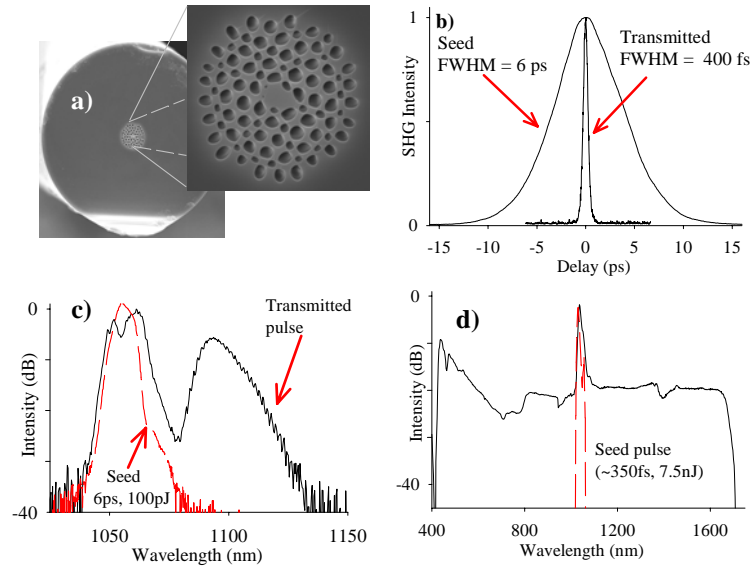 a)
b)
Seed
FWHM = 6 ps
Transmitted
FWHM = 400 fs
1
0
SHG Intensity
-15 -10 -5 0 5 10 15
Delay (ps)
c)
Transmitted
pulse
Seed
6ps, 100pJ
0
-40
Intensity (dB)
1050 1100 1150
Wavelength (nm)
d)
Seed pulse
(~350fs, 7.5nJ)
0
-40
Intensity (dB)
400 800 1200 1600
Wavelength (nm)